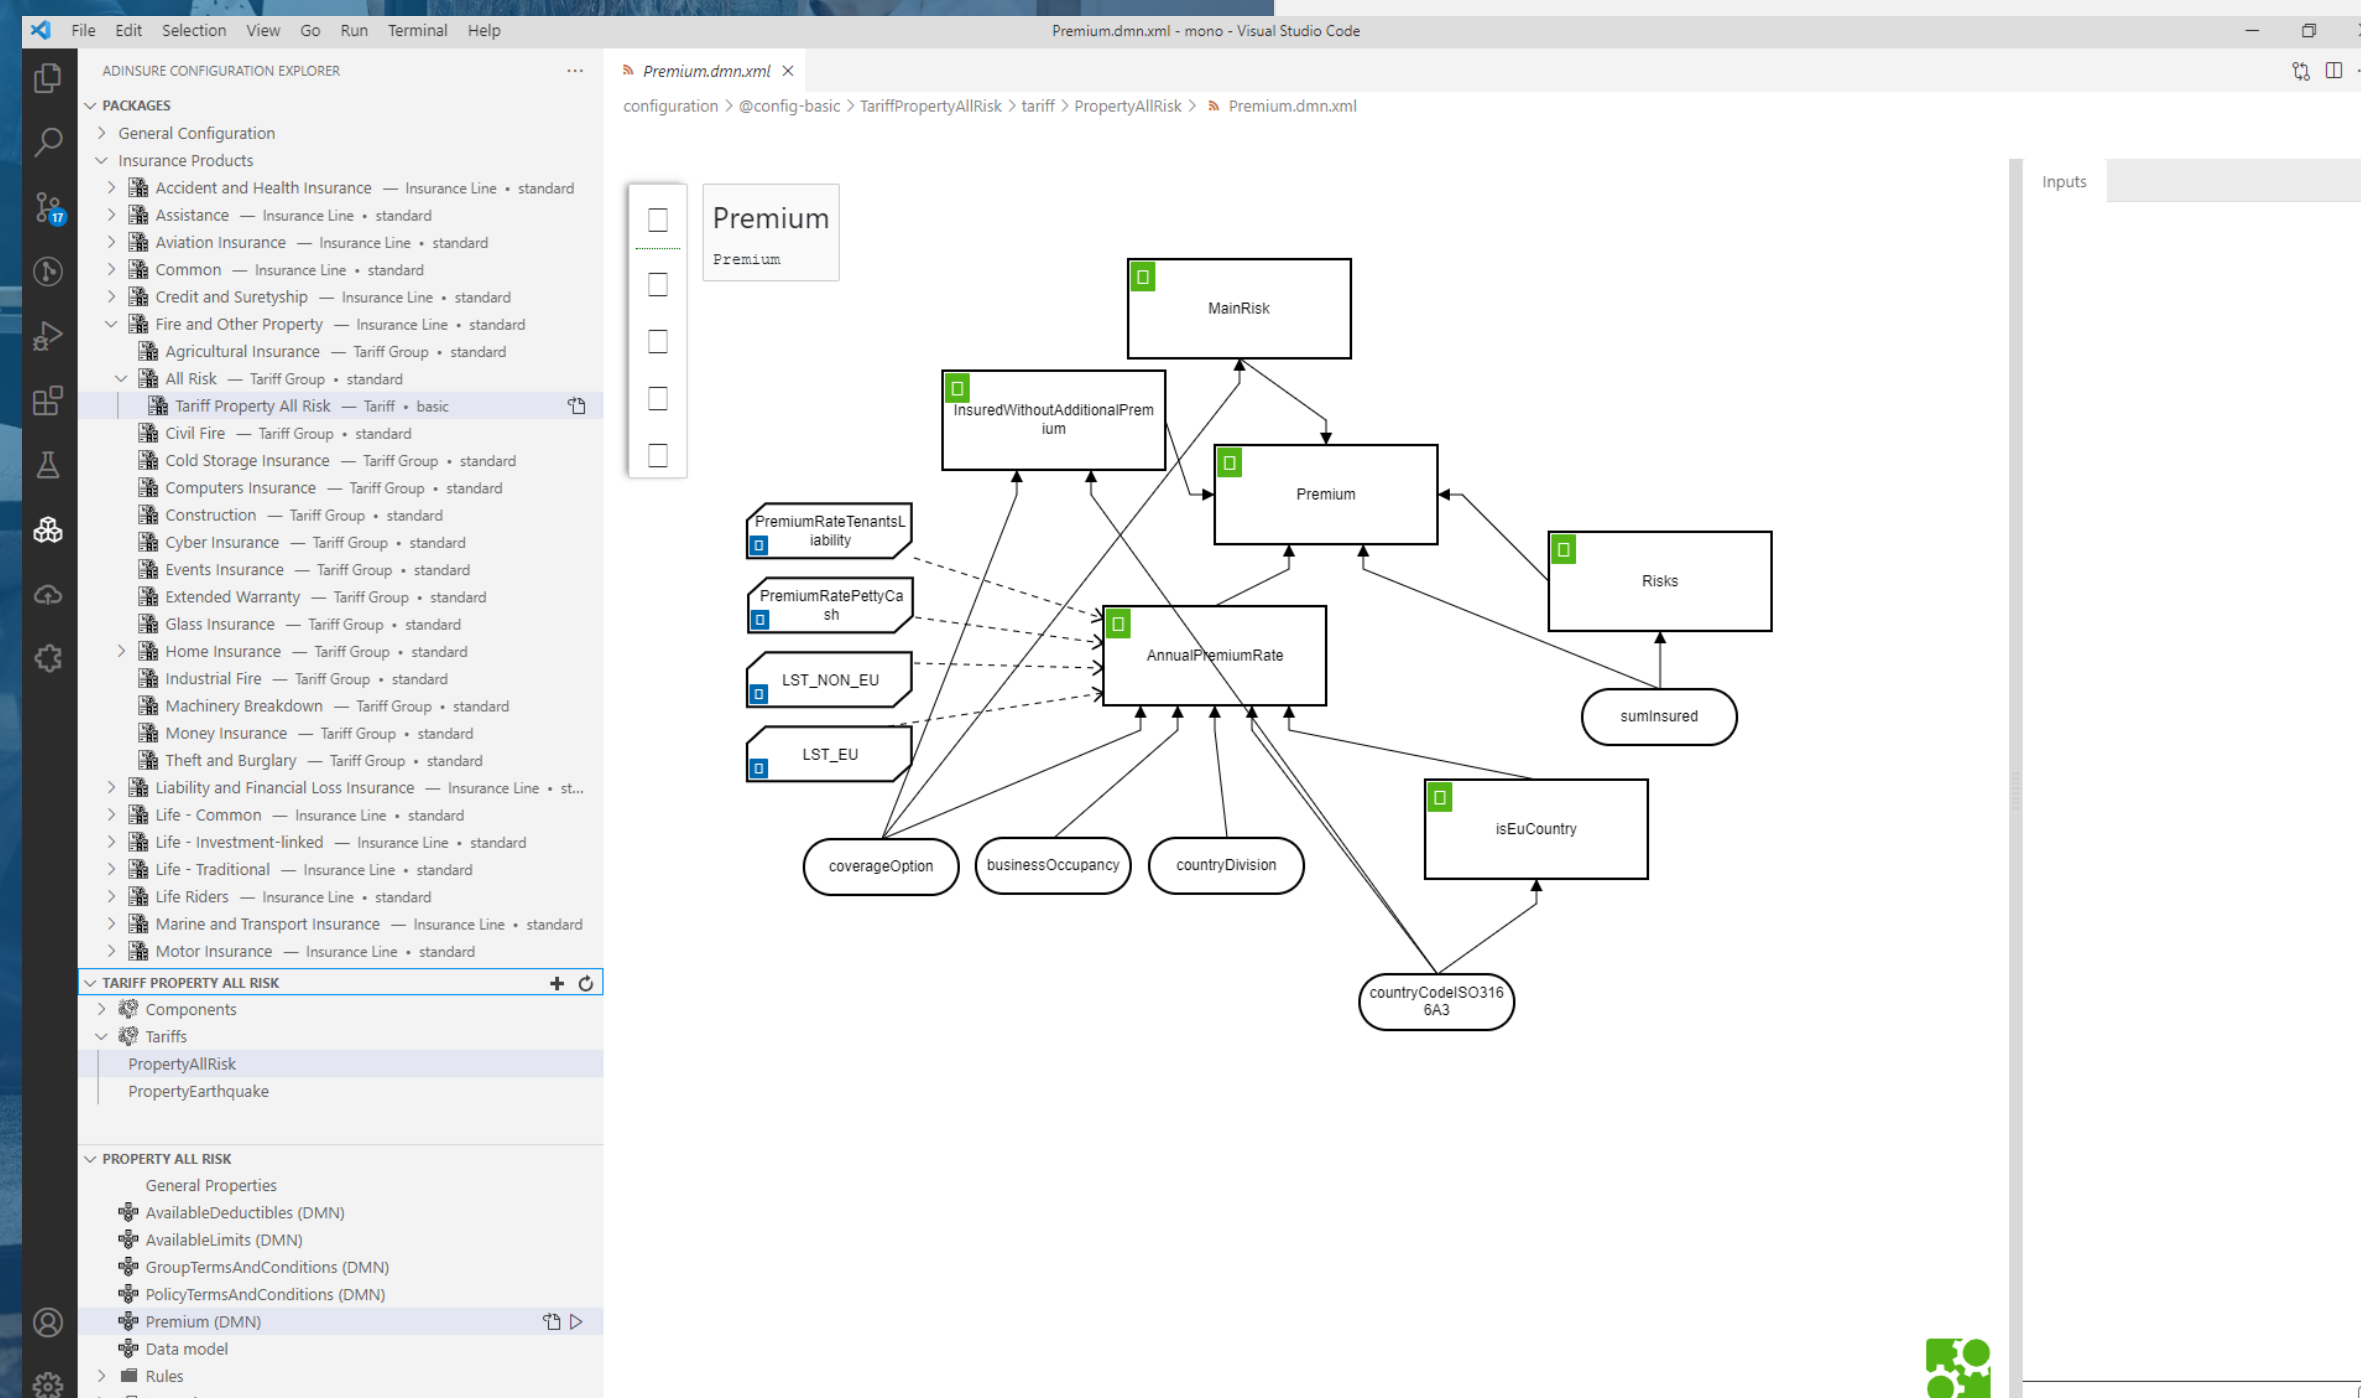 File Edit Selection View Go Run Terminal Help
Premium.dmn.xml - mono - Visual Studio Code
ADINSURE CONFIGURATION EXPLORER
PACKAGES
General Configuration
Insurance Products
Accident and Health Insurance — Insurance Line • standard
Assistance — Insurance Line • standard
Aviation Insurance — Insurance Line • standard
Common — Insurance Line • standard
Credit and Suretyship — Insurance Line • standard
Fire and Other Property — Insurance Line • standard
Agricultural Insurance — Tariff Group • standard
All Risk — Tariff Group • standard
Tariff Property All Risk — Tariff • basic
Civil Fire — Tariff Group • standard
Cold Storage Insurance — Tariff Group • standard
Computers Insurance — Tariff Group • standard
Construction — Tariff Group • standard
Cyber Insurance — Tariff Group • standard
Events Insurance — Tariff Group • standard
Extended Warranty — Tariff Group • standard
Glass Insurance — Tariff Group • standard
Home Insurance — Tariff Group • standard
Industrial Fire — Tariff Group • standard
Machinery Breakdown — Tariff Group • standard
Money Insurance — Tariff Group • standard
Theft and Burglary — Tariff Group • standard
Liability and Financial Loss Insurance — Insurance Line • st...
Life - Common — Insurance Line • standard
Life - Investment-linked — Insurance Line • standard
Life - Traditional — Insurance Line • standard
Life Riders — Insurance Line • standard
Marine and Transport Insurance — Insurance Line • standard
Motor Insurance — Insurance Line • standard
17
TARIFF PROPERTY ALL RISK
Components
Tariffs
PropertyAllRisk
PropertyEarthquake
PROPERTY ALL RISK
General Properties
AvailableDeductibles (DMN)
AvailableLimits (DMN)
GroupTermsAndConditions (DMN)
PolicyTermsAndConditions (DMN)
Premium (DMN)
Data model
Rules
Premium.dmn.xml
configuration > @config-basic > TariffPropertyAllRisk > tariff > PropertyAllRisk > Premium.dmn.xml
Premium
Premium
MainRisk
InsuredWithoutAdditionalPrem
ium
Premium
PremiumRateTenantsL
iability
PremiumRatePettyCa
sh
LST_NON_EU
LST_EU
AnnualPremiumRate
Risks
sumInsured
isEuCountry
coverageOption
businessOccupancy
countryDivision
countryCodeISO316
6A3
Inputs